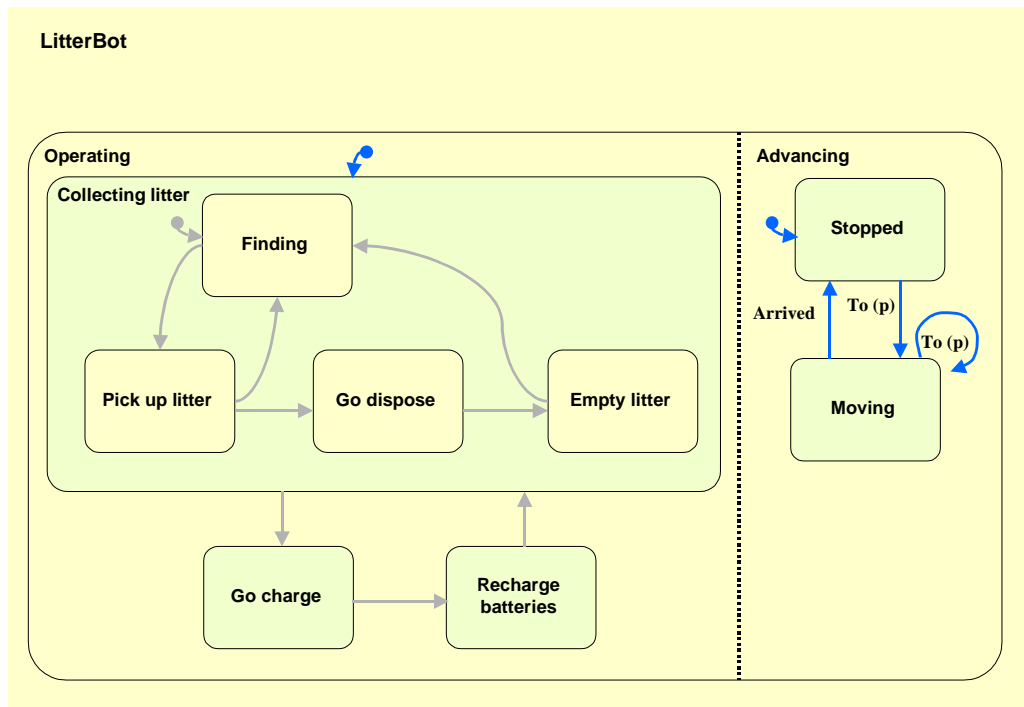 LitterBot
Operating
Collecting litter
Finding
Pick up litter
Go dispose
Empty litter
Go charge
Recharge
batteries
Advancing
Stopped
Arrived
To (p)
To (p)
Moving